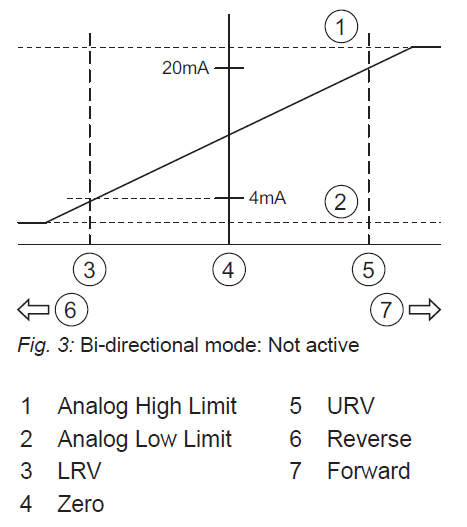 1
20mA
4mA
2
3 4 5
6 7
Fig. 3: Bi-directional mode: Not active
1 Analog High Limit
2 Analog Low Limit
3 LRV
4 Zero
5 URV
6 Reverse
7 Forward